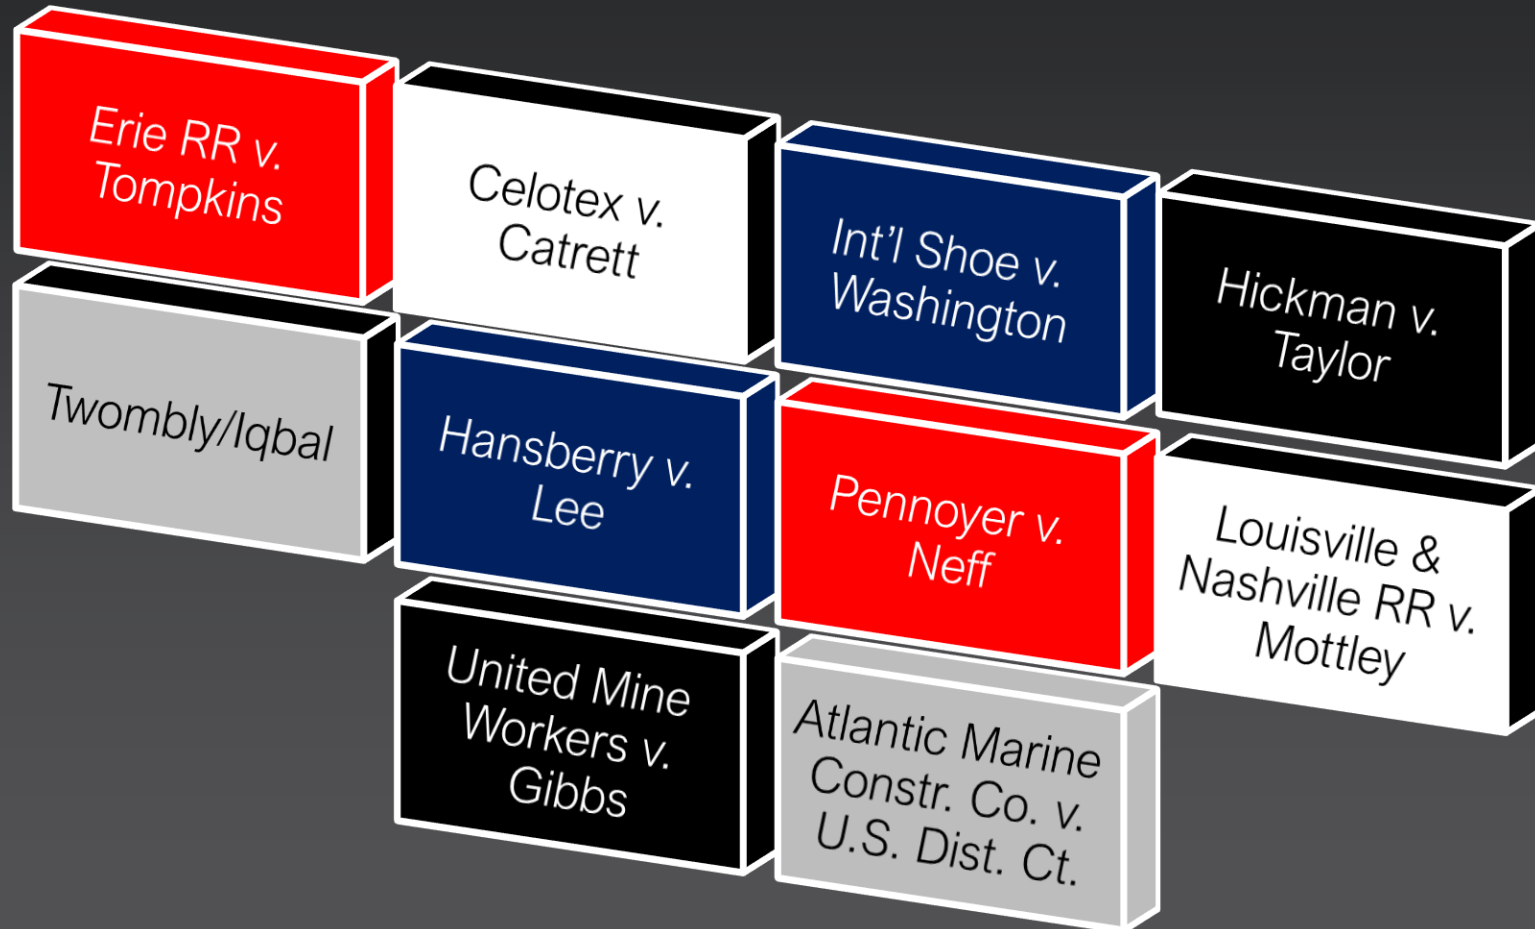 Erie RR v.
Tompkins
Celotex v.
Catrett
Int'l Shoe v.
Washington
Hickman v.
Taylor
Twombly/Iqbal
Hansberry v.
Lee
Pennoyer v.
Neff
Louisville &
Nashville RR v.
Mottley
United Mine
Workers v.
Gibbs
Atlantic Marine
Constr. Co. v.
U.S. Dist. Ct.